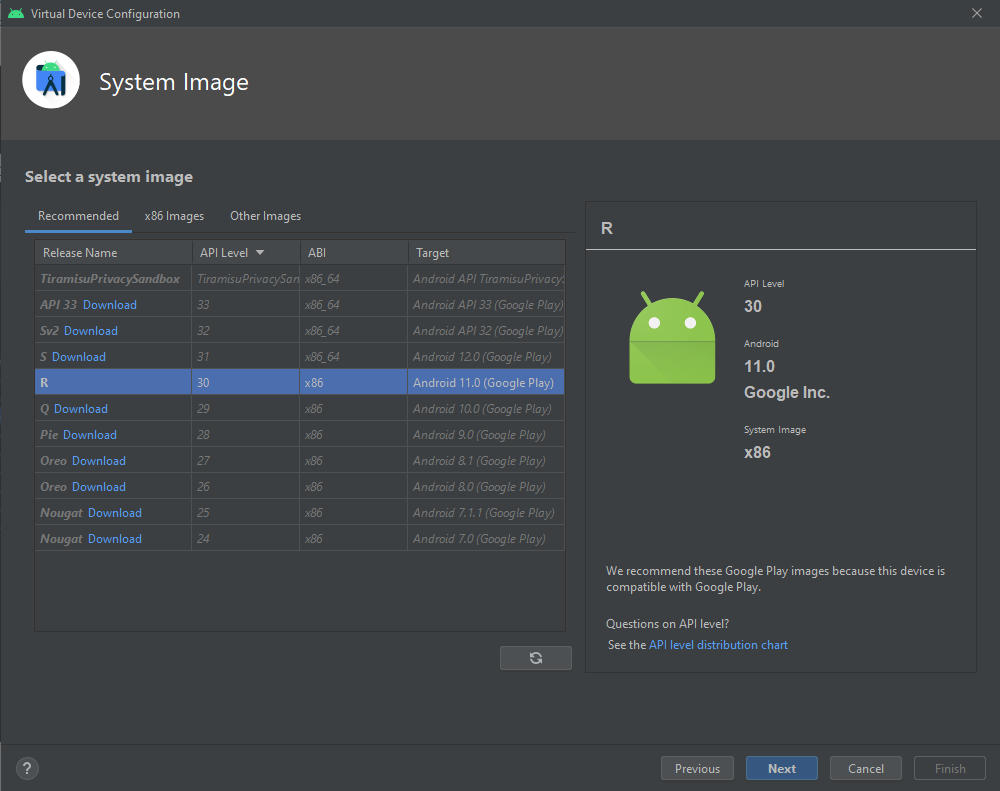 Virtual Device Configuration
System Image
Select a system image
Recommended x86 Images Other Images
Release Name API Level ABI Target
TiramisuPrivacySandbox TiramisuPrivacySan x86_64 Android API TiramisuPrivacyS
API 33 Download 33 x86_64 Android API 33 (Google Play)
Sv2 Download 32 x86_64 Android API 32 (Google Play)
S Download 31 x86_64 Android 12.0 (Google Play)
R 30 x86 Android 11.0 (Google Play)
Q Download 29 x86 Android 10.0 (Google Play)
Pie Download 28 x86 Android 9.0 (Google Play)
Oreo Download 27 x86 Android 8.1 (Google Play)
Oreo Download 26 x86 Android 8.0 (Google Play)
Nougat Download 25 x86 Android 7.1.1 (Google Play)
Nougat Download 24 x86 Android 7.0 (Google Play)
R
API Level
30
Android
11.0
Google Inc.
System Image
x86
We recommend these Google Play images because this device is
compatible with Google Play.
Questions on API level?
See the API level distribution chart
? Previous Next Cancel Finish